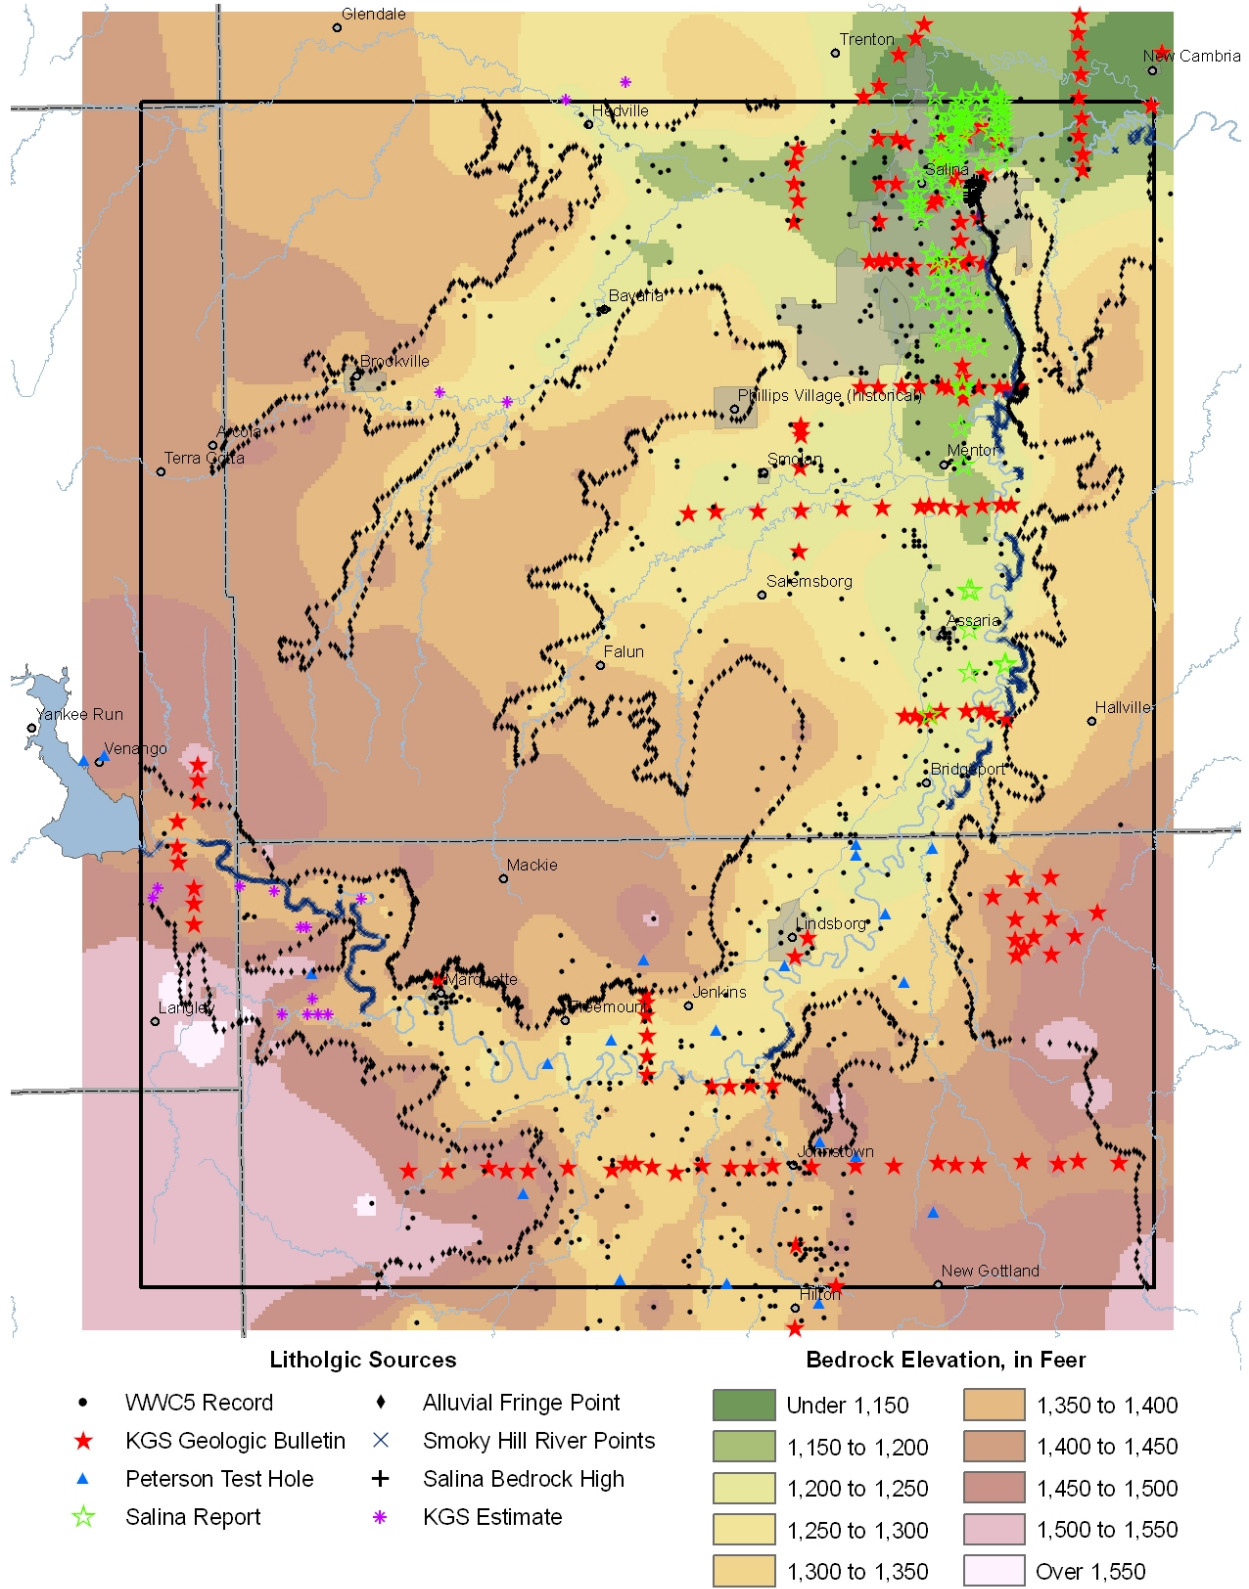 Glendale
Trenton
New Cambria
Hedville
Salina
Bavaria
Brookville
Phillips Village (historical)
Arcola
Terra Cotta
Smolan
Mentor
Salemsborg
Assaria
Falun
Yankee Run
Hallville
Venango
Bridgeport
Mackie
Lindsborg
Marquette
Langley
Freemount
Jenkins
Johnstown
New Gottland
Hilton
Litholgic Sources
WWC5 Record
KGS Geologic Bulletin
Peterson Test Hole
Salina Report
Alluvial Fringe Point
Smoky Hill River Points
Salina Bedrock High
KGS Estimate
Bedrock Elevation, in Feer
Under 1,150
1,150 to 1,200
1,200 to 1,250
1,250 to 1,300
1,300 to 1,350
1,350 to 1,400
1,400 to 1,450
1,450 to 1,500
1,500 to 1,550
Over 1,550